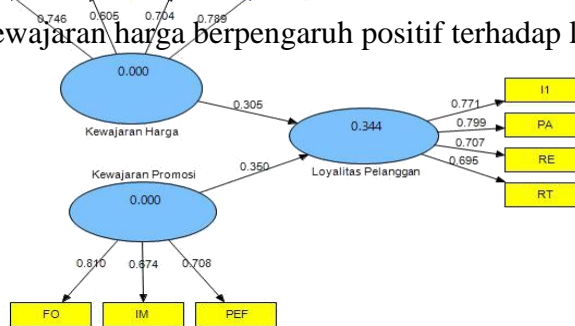 0.746 0.605 0.704 0.789
ewajaran harga berpengaruh positif terhadap l
0.000
Kewajaran Harga
0.305
0.344
Loyalitas Pelanggan
0.771
I1
0.799
PA
0.707
RE
0.695
RT
Kewajaran Promosi
0.350
0.000
0.810 0.674 0.708
FO IM PEF